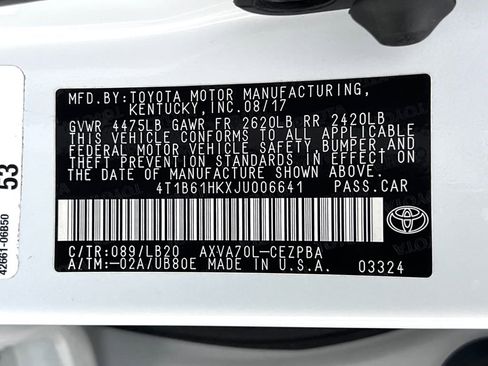 MFD.BY:TOYOTA MOTOR MANUFACTURING,
KENTUCKY, INC.08/17
GVWR 4475LB GAWR FR 2620LB RR 2420LB
THIS VEHICLE CONFORMS TO ALL APPLICABLE
FEDERAL MOTOR VEHICLE SAFETY, BUMPER, AND
THEFT PREVENTION STANDARDS IN EFFECT ON
THE DATE OF MANUFACTURE SHOWN ABOVE.
4T1B61HKXJU006641 PASS.CAR
C/TR:089/LB20 AXVA70L-CEZPBA
A/TM:-02A/UB80E MADE IN U.S.A. 03324
TOYOTA
53
42661-06B50